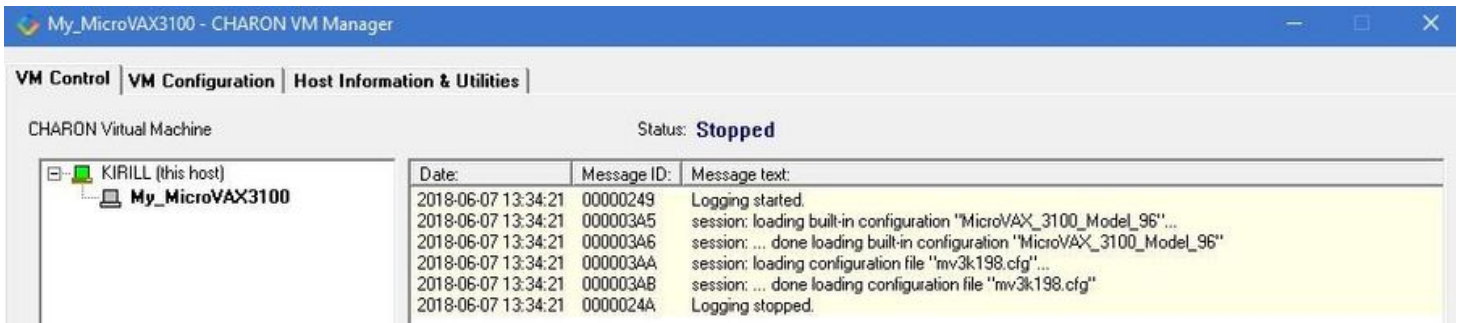 My_MicroVAX3100 - CHARON VM Manager
VM Control VM Configuration Host Information & Utilities
CHARON Virtual Machine Status: Stopped
KIRILL (this host)
My_MicroVAX3100
Date: Message ID: Message text:
2018-06-07 13:34:21 00000249 Logging started.
2018-06-07 13:34:21 000003A5 session: loading built-in configuration "MicroVAX_3100_Model_96"...
2018-06-07 13:34:21 000003A6 session: ... done loading built-in configuration "MicroVAX_3100_Model_96"
2018-06-07 13:34:21 000003AA session: loading configuration file "mv3k198.cfg"...
2018-06-07 13:34:21 000003AB session: ... done loading configuration file "mv3k198.cfg"
2018-06-07 13:34:21 0000024A Logging stopped.